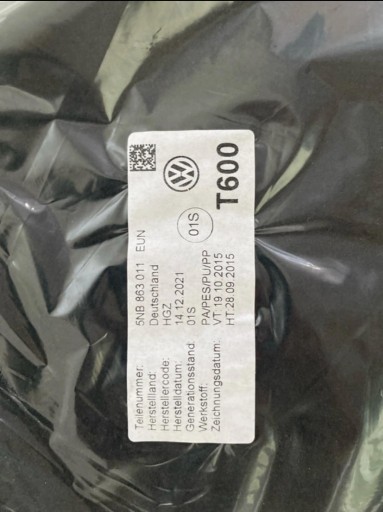 Teilenummer: 5NB 863 011 EUN
Herstellland: Deutschland
Herstellercode: HGZ
Herstelldatum: 14.12.2021
Generationsstand 01S
Werkstoff: PA/PES/PU/PP
Zeichnungsdatum: VT 19.10.2015
HT:28.09.2015
01S
T600